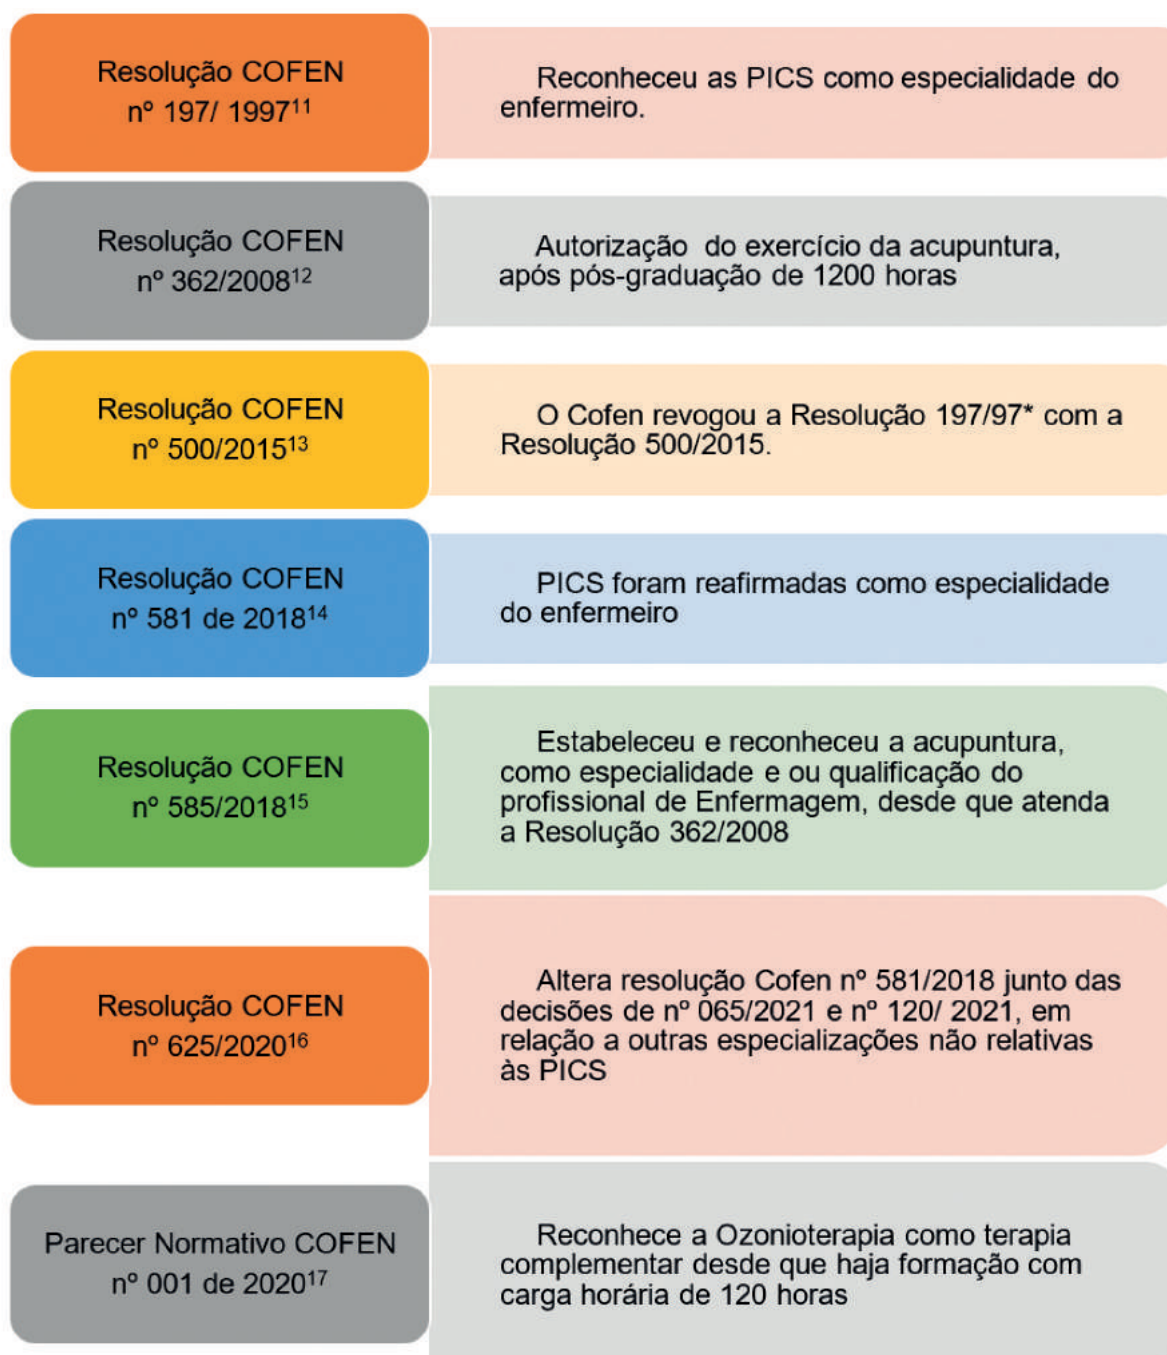 Resolução COFEN
nº 197/ 1997¹¹
Reconheceu as PICS como especialidade do
enfermeiro.
Resolução COFEN
nº 362/2008¹²
Autorização do exercício da acupuntura,
após pós-graduação de 1200 horas
Resolução COFEN
nº 500/2015¹³
O Cofen revogou a Resolução 197/97* com a
Resolução 500/2015.
Resolução COFEN
nº 581 de 2018¹⁴
PICS foram reafirmadas como especialidade
do enfermeiro
Resolução COFEN
nº 585/2018¹⁵
Estabeleceu e reconheceu a acupuntura,
como especialidade e ou qualificação do
profissional de Enfermagem, desde que atenda
a Resolução 362/2008
Resolução COFEN
nº 625/2020¹⁶
Altera resolução Cofen nº 581/2018 junto das
decisões de nº 065/2021 e nº 120/ 2021, em
relação a outras especializações não relativas
às PICS
Parecer Normativo COFEN
nº 001 de 2020¹⁷
Reconhece a Ozonioterapia como terapia
complementar desde que haja formação com
carga horária de 120 horas